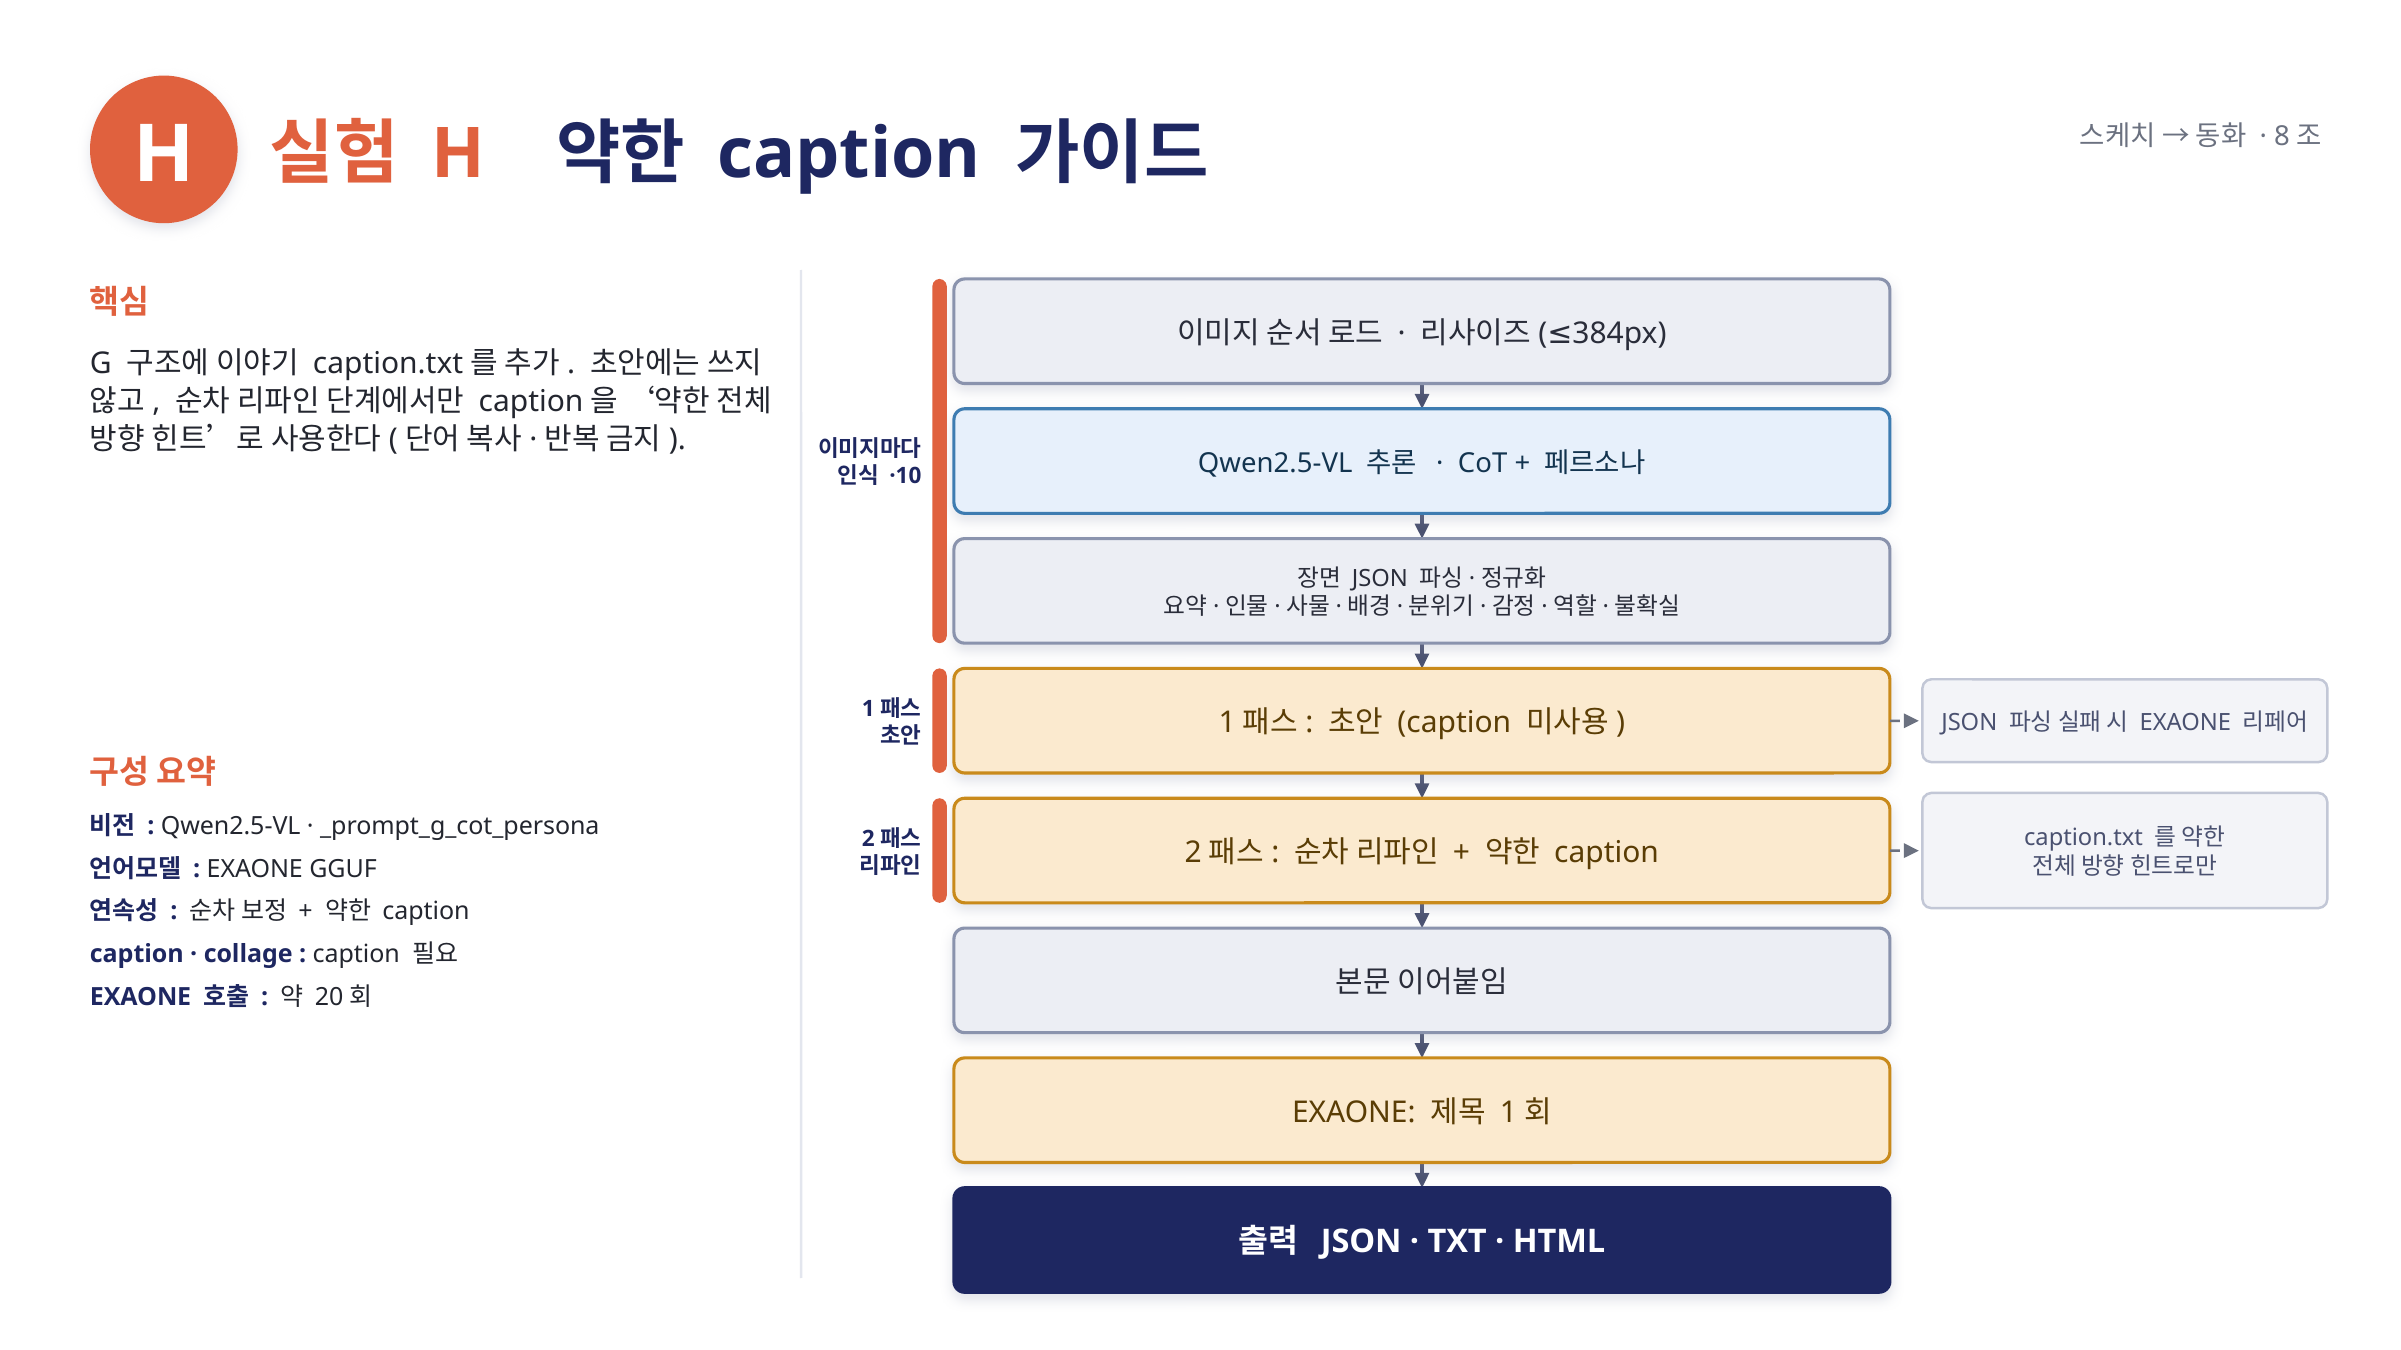 H
실험 H 약한 caption 가이드
스케치 → 동화 · 8 조
핵심
G 구조에 이야기 caption.txt 를 추가 . 초안에는 쓰지
않고 , 순차 리파인 단계에서만 caption 을 ‘약한 전체
방향 힌트’ 로 사용한다 ( 단어 복사 · 반복 금지 ).
구성 요약
비전 : Qwen2.5-VL · _prompt_g_cot_persona
언어모델 : EXAONE GGUF
연속성 : 순차 보정 + 약한 caption
caption · collage : caption 필요
EXAONE 호출 : 약 20 회
이미지마다
인식 ·10
이미지 순서 로드 · 리사이즈 (≤384px)
Qwen2.5-VL 추론 · CoT + 페르소나
장면 JSON 파싱 · 정규화
요약 · 인물 · 사물 · 배경 · 분위기 · 감정 · 역할 · 불확실
1 패스
초안
1 패스 : 초안 (caption 미사용 )
JSON 파싱 실패 시 EXAONE 리페어
2 패스
리파인
2 패스 : 순차 리파인 + 약한 caption
caption.txt 를 약한
전체 방향 힌트로만
본문 이어붙임
EXAONE: 제목 1 회
출력 JSON · TXT · HTML